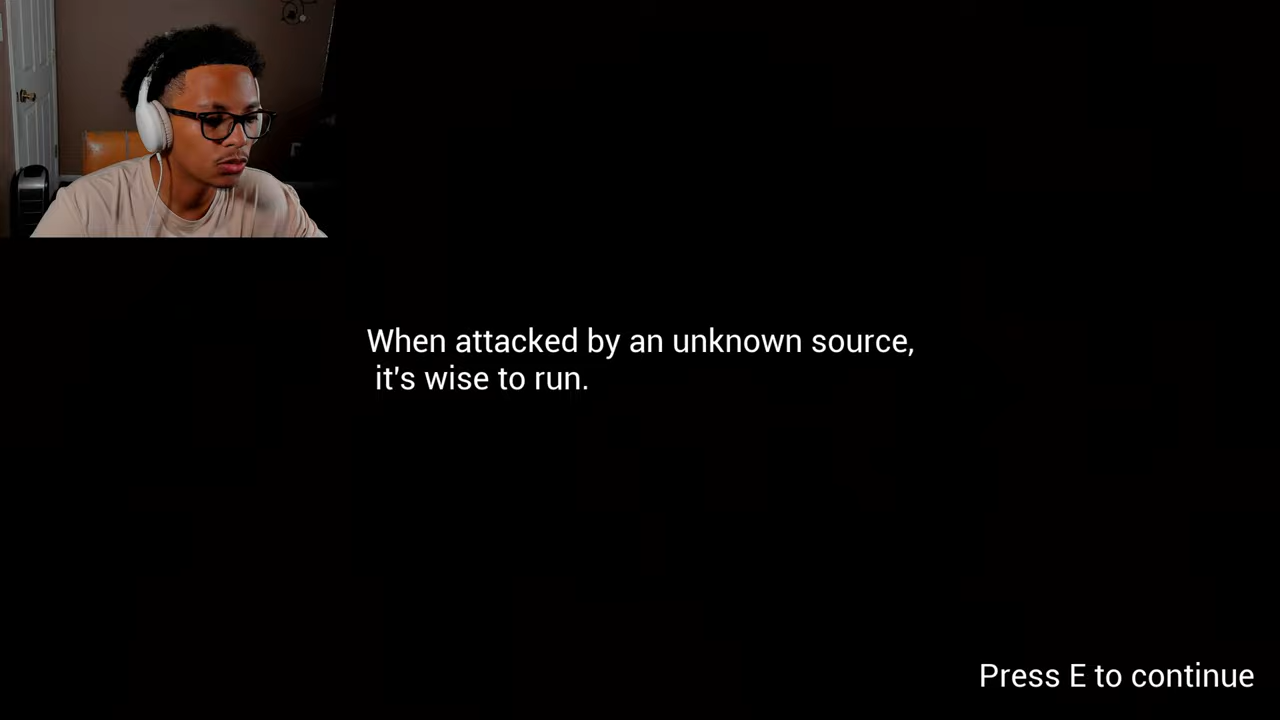 When attacked by an unknown source,
it's wise to run.
Press E to continue